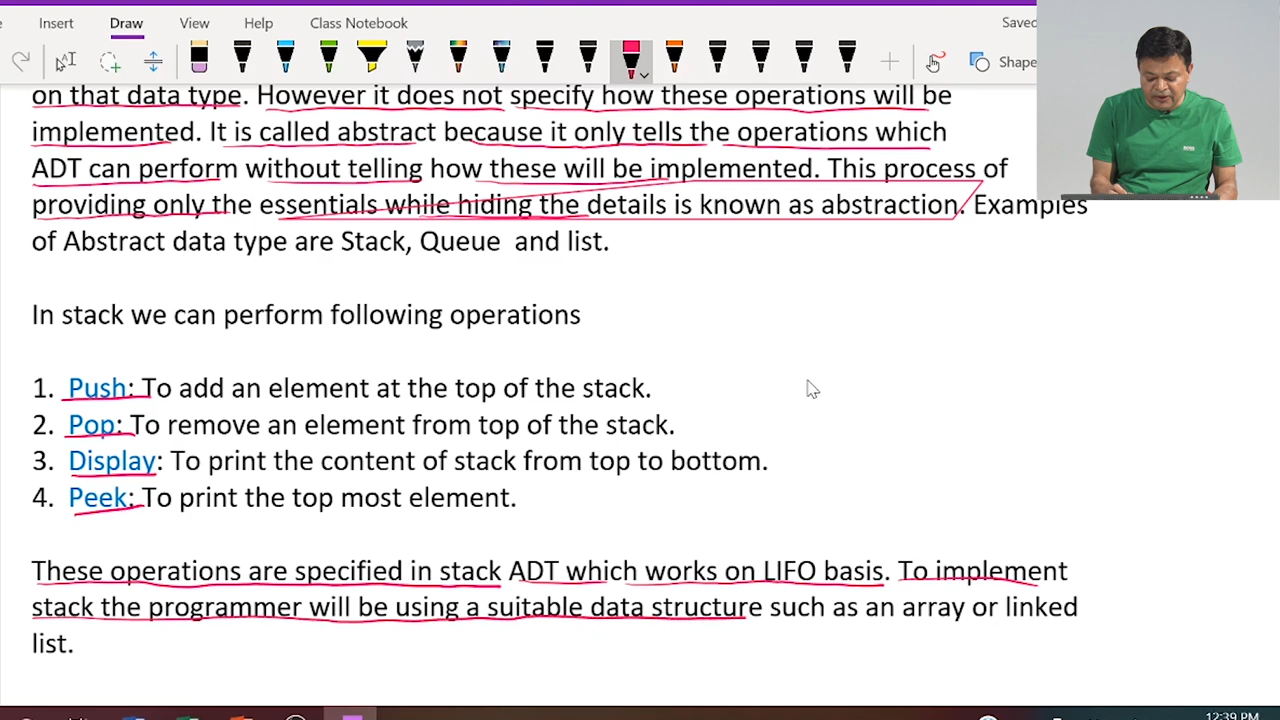 Insert Draw View Help Class Notebook Saved
Shape
on that data type. However it does not specify how these operations will be
implemented. It is called abstract because it only tells the operations which
ADT can perform without telling how these will be implemented. This process of
providing only the essentials while hiding the details is known as abstraction. Examples
of Abstract data type are Stack, Queue and list.
In stack we can perform following operations
1. Push: To add an element at the top of the stack.
2. Pop: To remove an element from top of the stack.
3. Display: To print the content of stack from top to bottom.
4. Peek: To print the top most element.
These operations are specified in stack ADT which works on LIFO basis. To implement
stack the programmer will be using a suitable data structure such as an array or linked
list.
12:39 PM